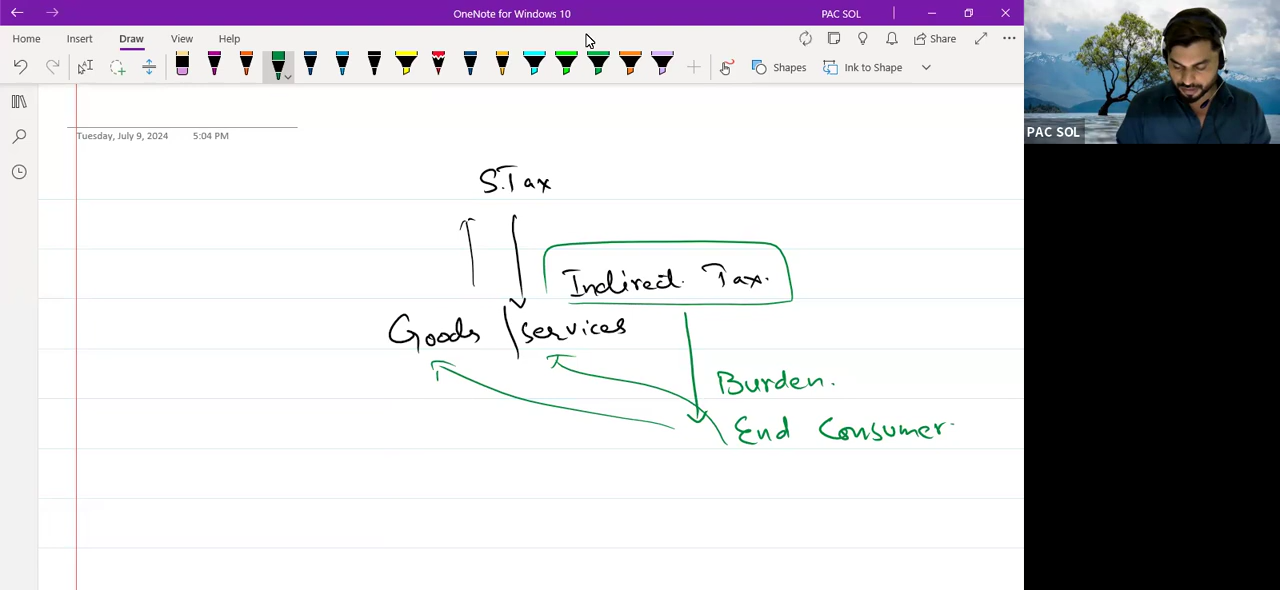 OneNote for Windows 10
PAC SOL
Home Insert Draw View Help
Share
Shapes
Ink to Shape
PAC SOL
Tuesday, July 9, 2024 5:04 PM
S.Tax
Indirect. Tax.
Goods / services
Burden.
End Consumer.